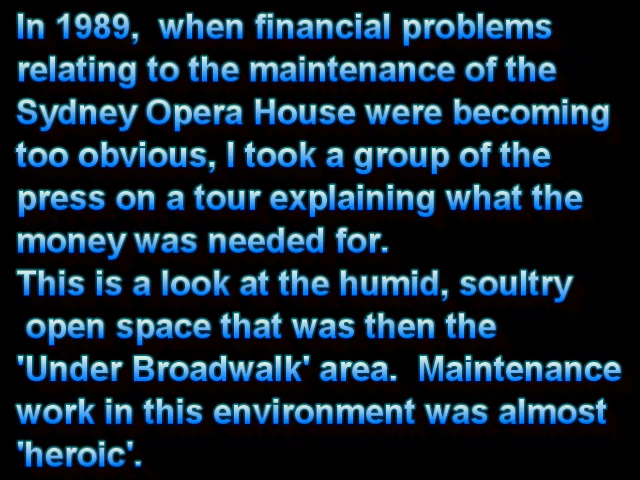 In 1989,  when financial problems
relating to the maintenance of the
Sydney Opera House were becoming
too obvious, I took a group of the
press on a tour explaining what the
money was needed for.
This is a look at the humid, soultry
open space that was then the
'Under Broadwalk' area.  Maintenance
work in this environment was almost
'heroic'.